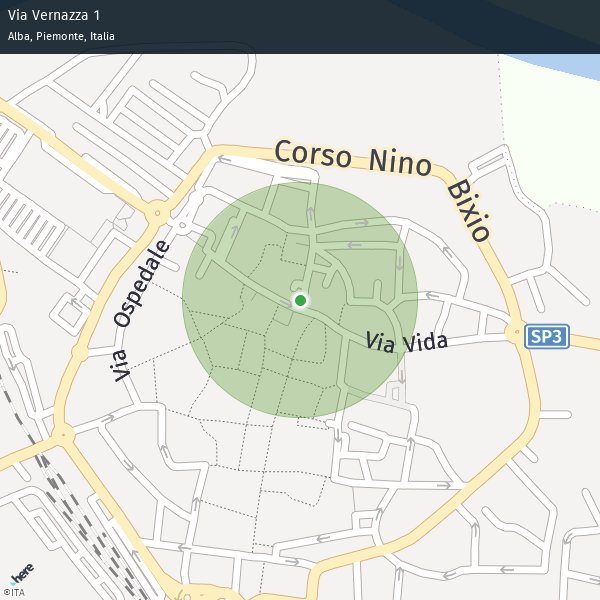 Via Vernazza 1
Alba, Piemonte, Italia
Corso Nino Bixio
Via Ospedale
Via Vida
SP3
here
©ITA